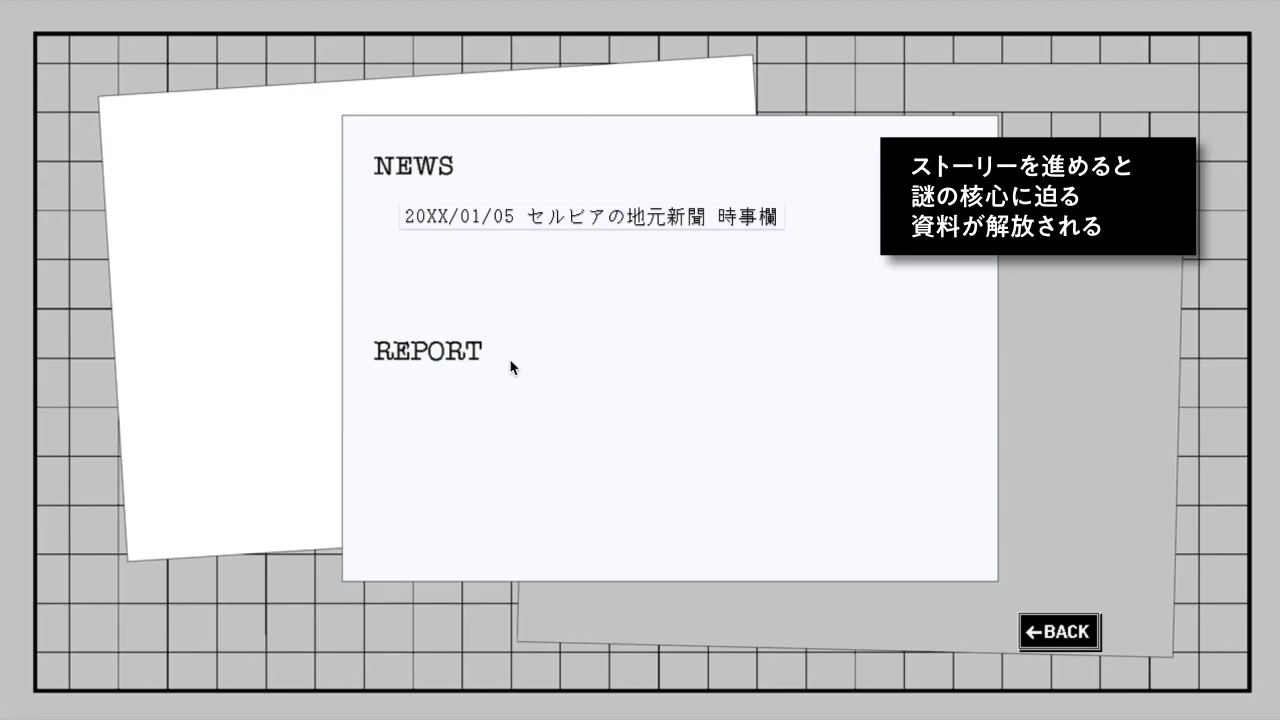 NEWS
20XX/01/05 セルビアの地元新聞 時事欄
ストーリーを進めると
謎の核心に迫る
資料が解放される
REPORT
←BACK